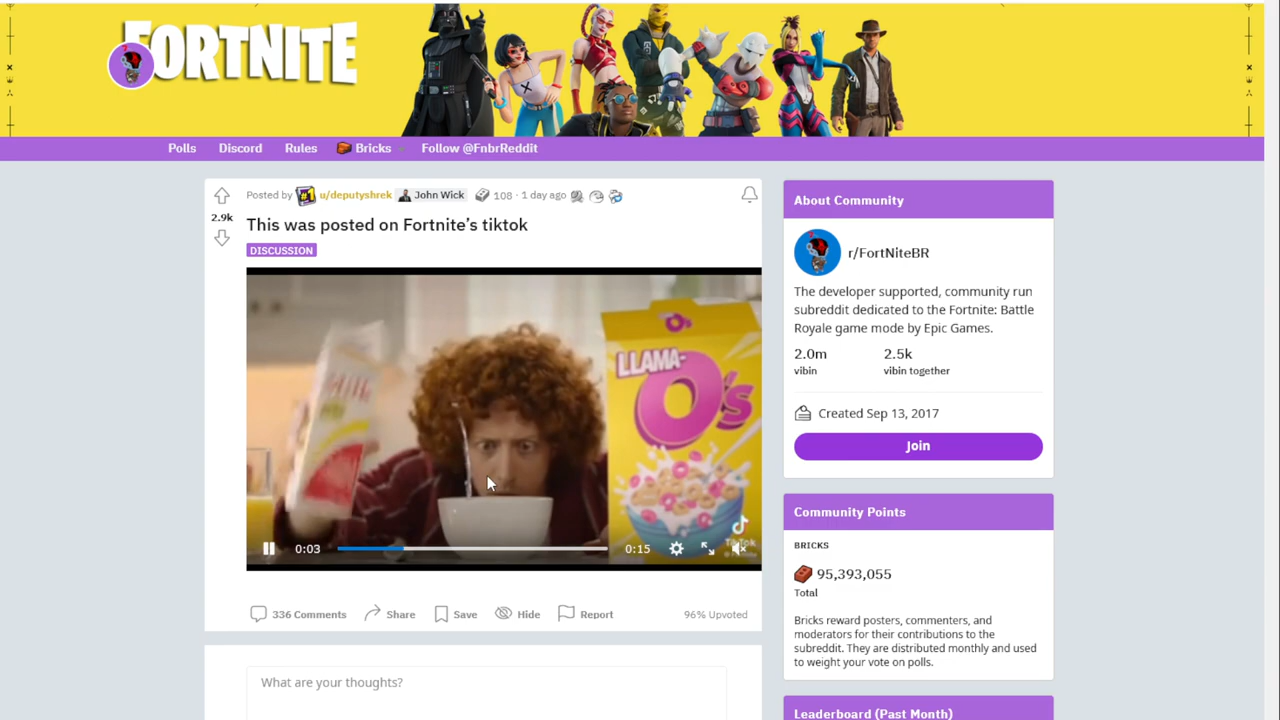 FORTNITE
Polls Discord Rules Bricks Follow @FnbrReddit
Posted by #1 u/deputyshrek John Wick 108 · 1 day ago
2.9k
This was posted on Fortnite’s tiktok
DISCUSSION
LLAMA-
O's
TikTok
0:03 0:15
336 Comments Share Save Hide Report 96% Upvoted
What are your thoughts?
About Community
r/FortNiteBR
The developer supported, community run
subreddit dedicated to the Fortnite: Battle
Royale game mode by Epic Games.
2.0m 2.5k
vibin vibin together
Created Sep 13, 2017
Join
Community Points
BRICKS
95,393,055
Total
Bricks reward posters, commenters, and
moderators for their contributions to the
subreddit. They are distributed monthly and used
to weight your vote on polls.
Leaderboard (Past Month)